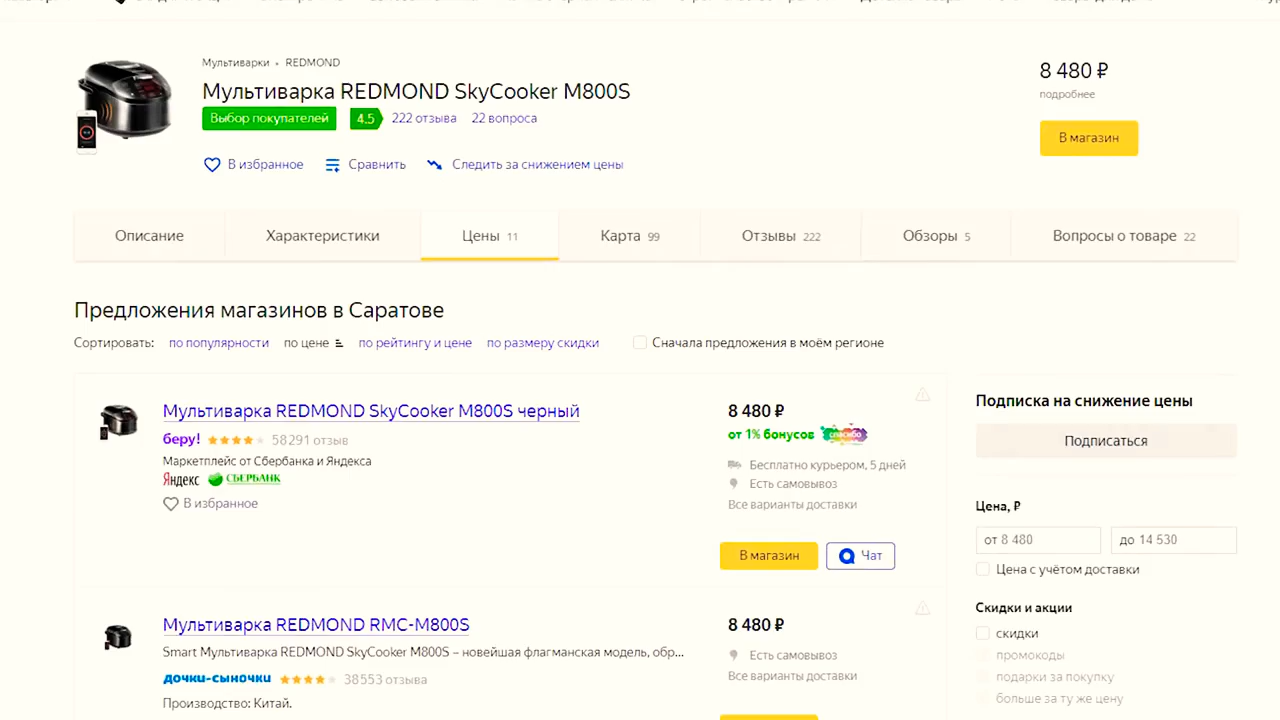 Мультиварки • REDMOND
Мультиварка REDMOND SkyCooker M800S
Выбор покупателей 4.5 222 отзыва 22 вопроса
В избранное Сравнить Следить за снижением цены
8 480 ₽
подробнее
В магазин
Описание Характеристики Цены 11 Карта 99 Отзывы 222 Обзоры 5 Вопросы о товаре 22
Предложения магазинов в Саратове
Сортировать: по популярности по цене по рейтингу и цене по размеру скидки Сначала предложения в моём регионе
Мультиварка REDMOND SkyCooker M800S черный
беру! 58 291 отзыв
Маркетплейс от Сбербанка и Яндекса
Яндекс СБЕРБАНК
В избранное
8 480 ₽
от 1% бонусов спасибо
Бесплатно курьером, 5 дней
Есть самовывоз
Все варианты доставки
В магазин Чат
Мультиварка REDMOND RMC-M800S
Smart Мультиварка REDMOND SkyCooker M800S – новейшая флагманская модель, обр...
дочки-сыночки 38 553 отзыва
Производство: Китай.
8 480 ₽
Есть самовывоз
Все варианты доставки
Подписка на снижение цены
Подписаться
Цена, ₽
от 8 480 до 14 530
Цена с учётом доставки
Скидки и акции
скидки
промокоды
подарки за покупку
больше за ту же цену